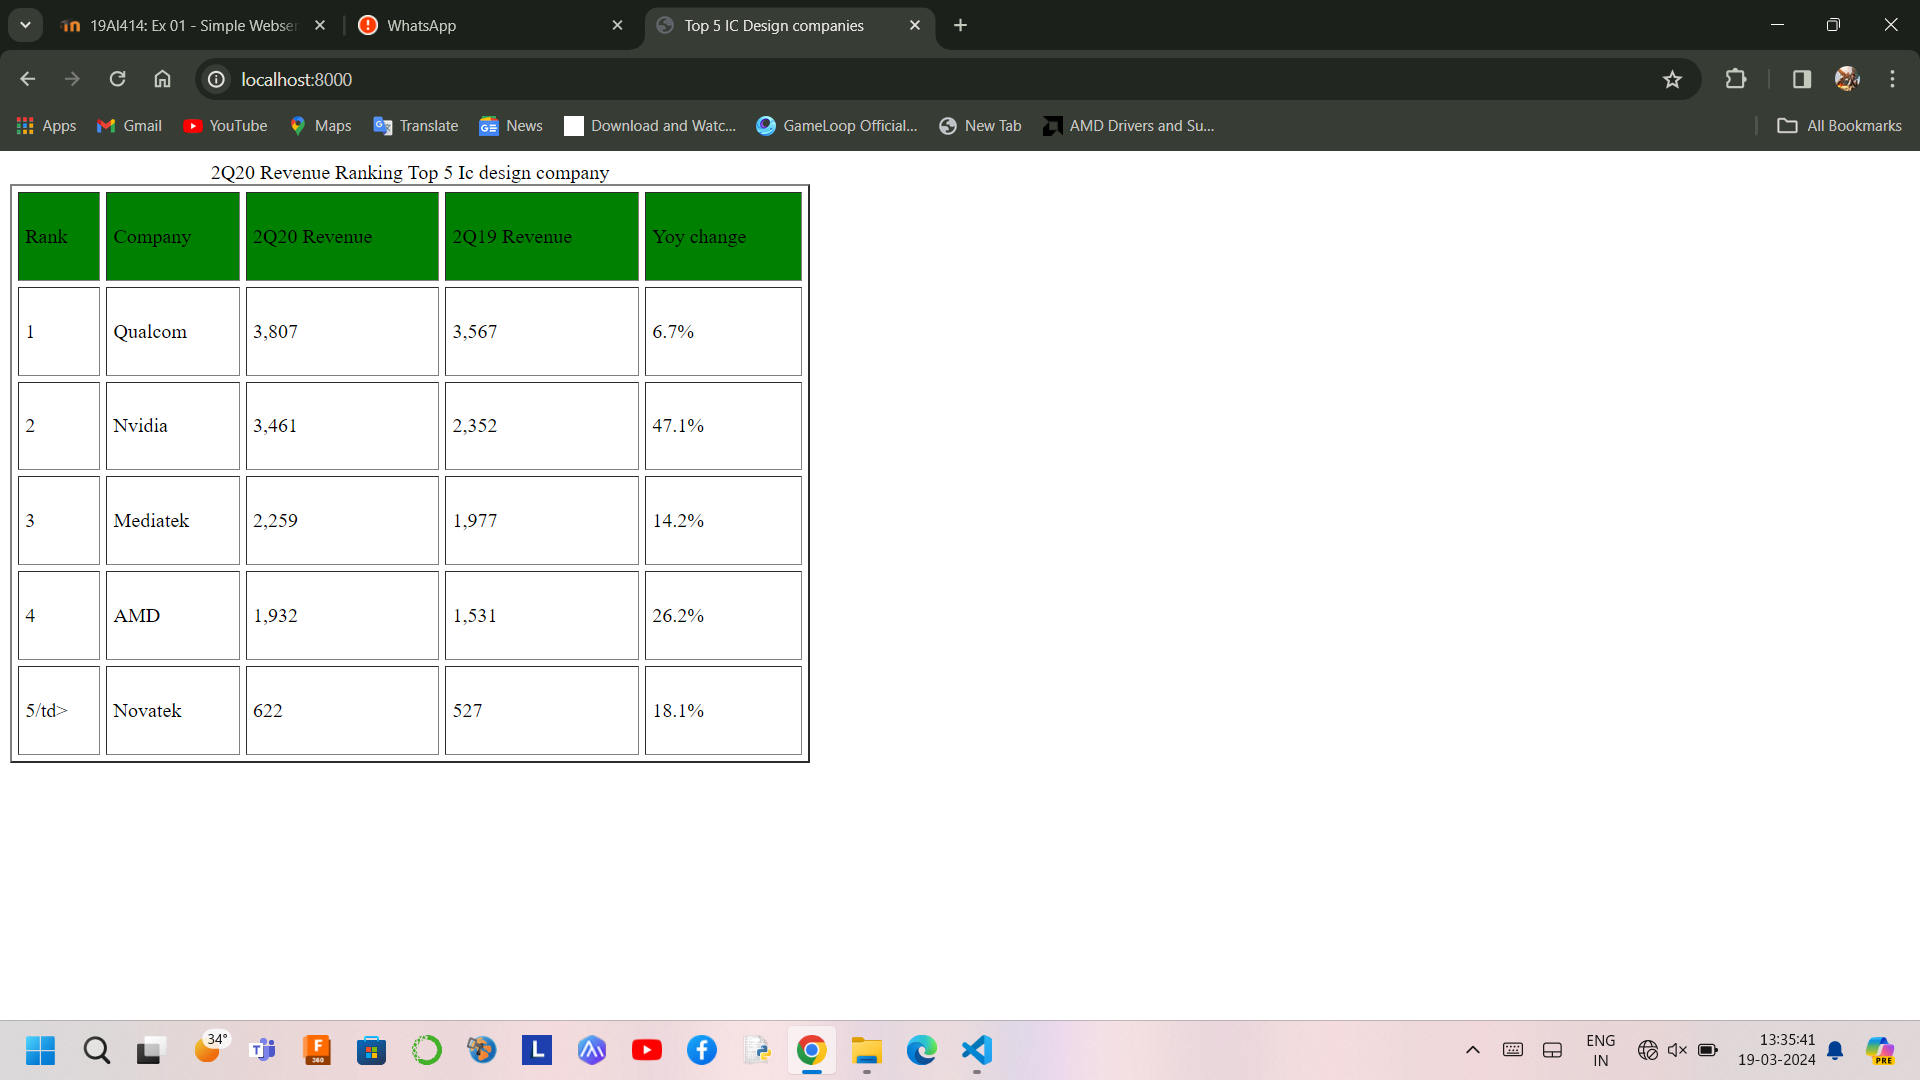 19AI414: Ex 01 - Simple Webser
WhatsApp
Top 5 IC Design companies
localhost:8000
Apps
Gmail
YouTube
Maps
Translate
News
Download and Watc...
GameLoop Official...
New Tab
AMD Drivers and Su...
All Bookmarks
2Q20 Revenue Ranking Top 5 Ic design company
Rank Company 2Q20 Revenue 2Q19 Revenue Yoy change
1 Qualcom 3,807 3,567 6.7%
2 Nvidia 3,461 2,352 47.1%
3 Mediatek 2,259 1,977 14.2%
4 AMD 1,932 1,531 26.2%
5/td> Novatek 622 527 18.1%
34°
F
360
L
ENG
IN
13:35:41
19-03-2024
PRE